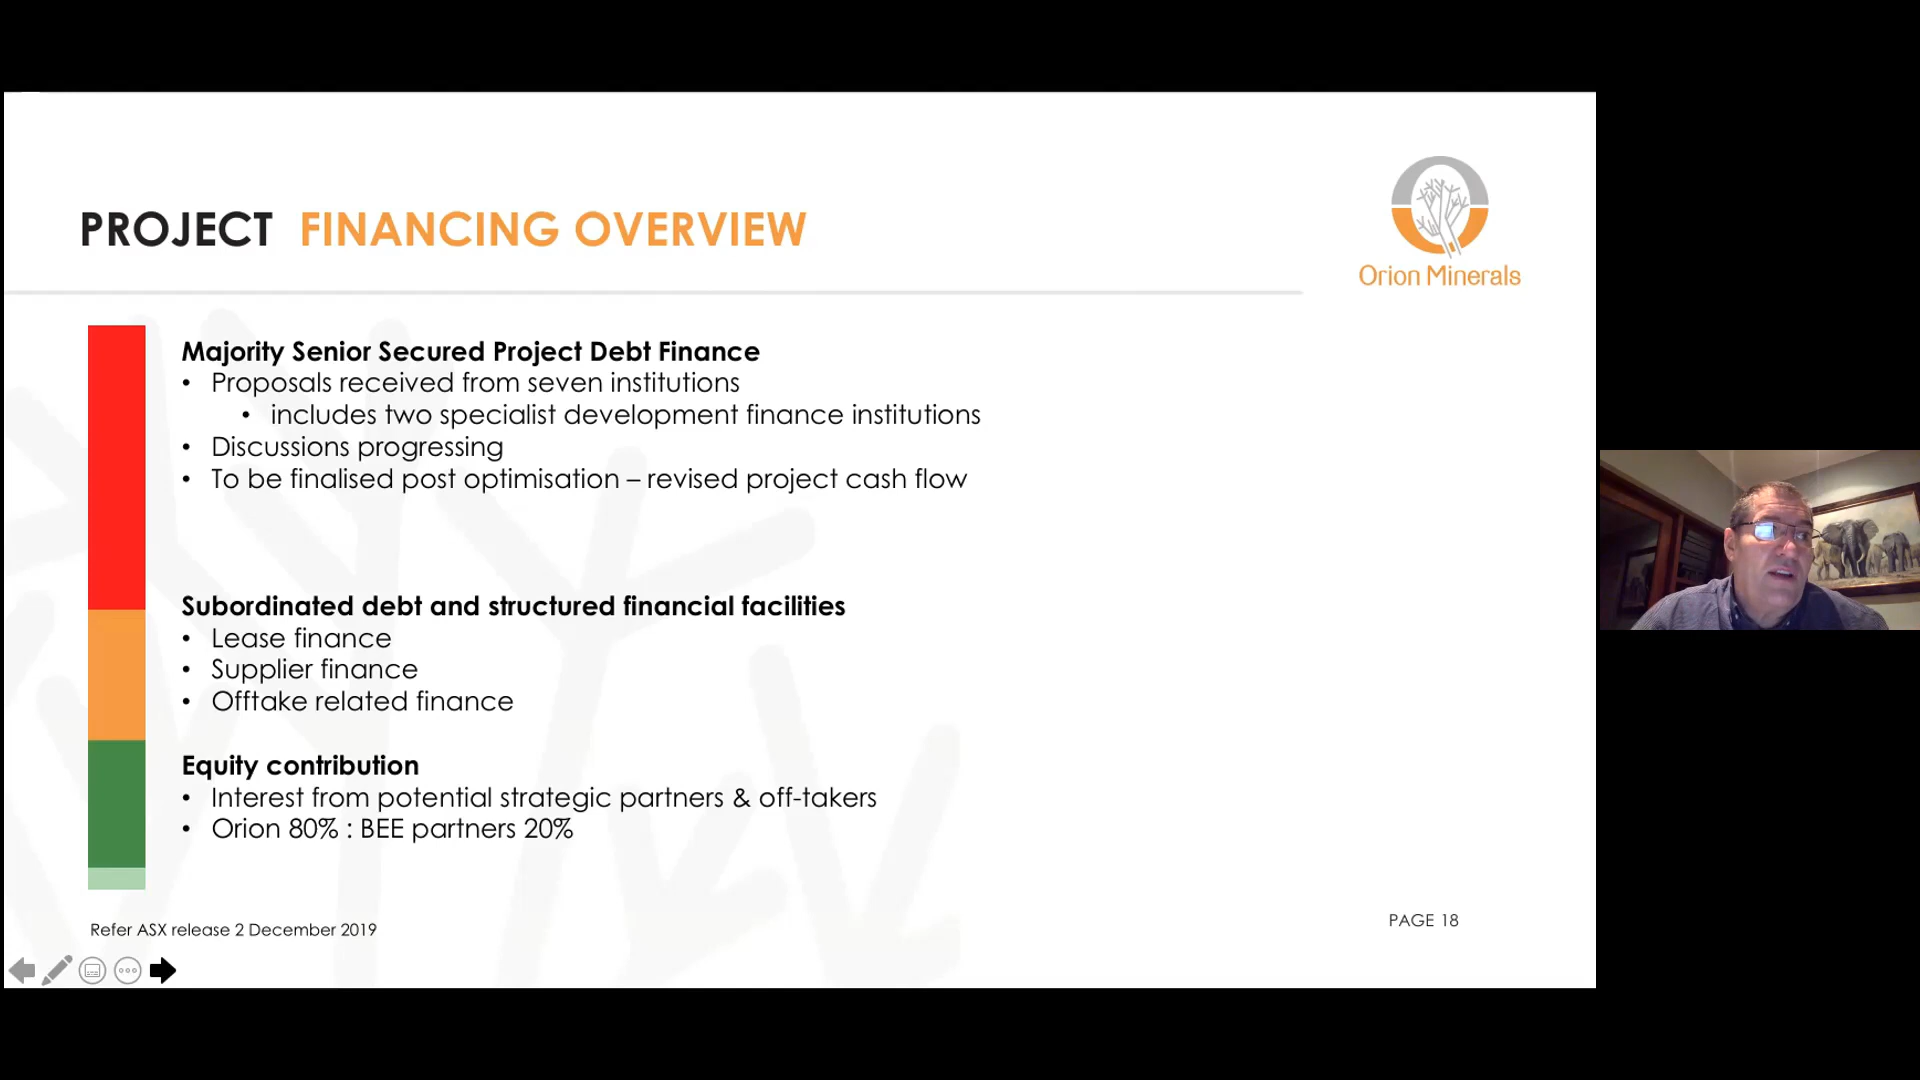 PROJECT FINANCING OVERVIEW
Orion Minerals
Majority Senior Secured Project Debt Finance
• Proposals received from seven institutions
• includes two specialist development finance institutions
• Discussions progressing
• To be finalised post optimisation – revised project cash flow
Subordinated debt and structured financial facilities
• Lease finance
• Supplier finance
• Offtake related finance
Equity contribution
• Interest from potential strategic partners & off-takers
• Orion 80% : BEE partners 20%
Refer ASX release 2 December 2019
PAGE 18